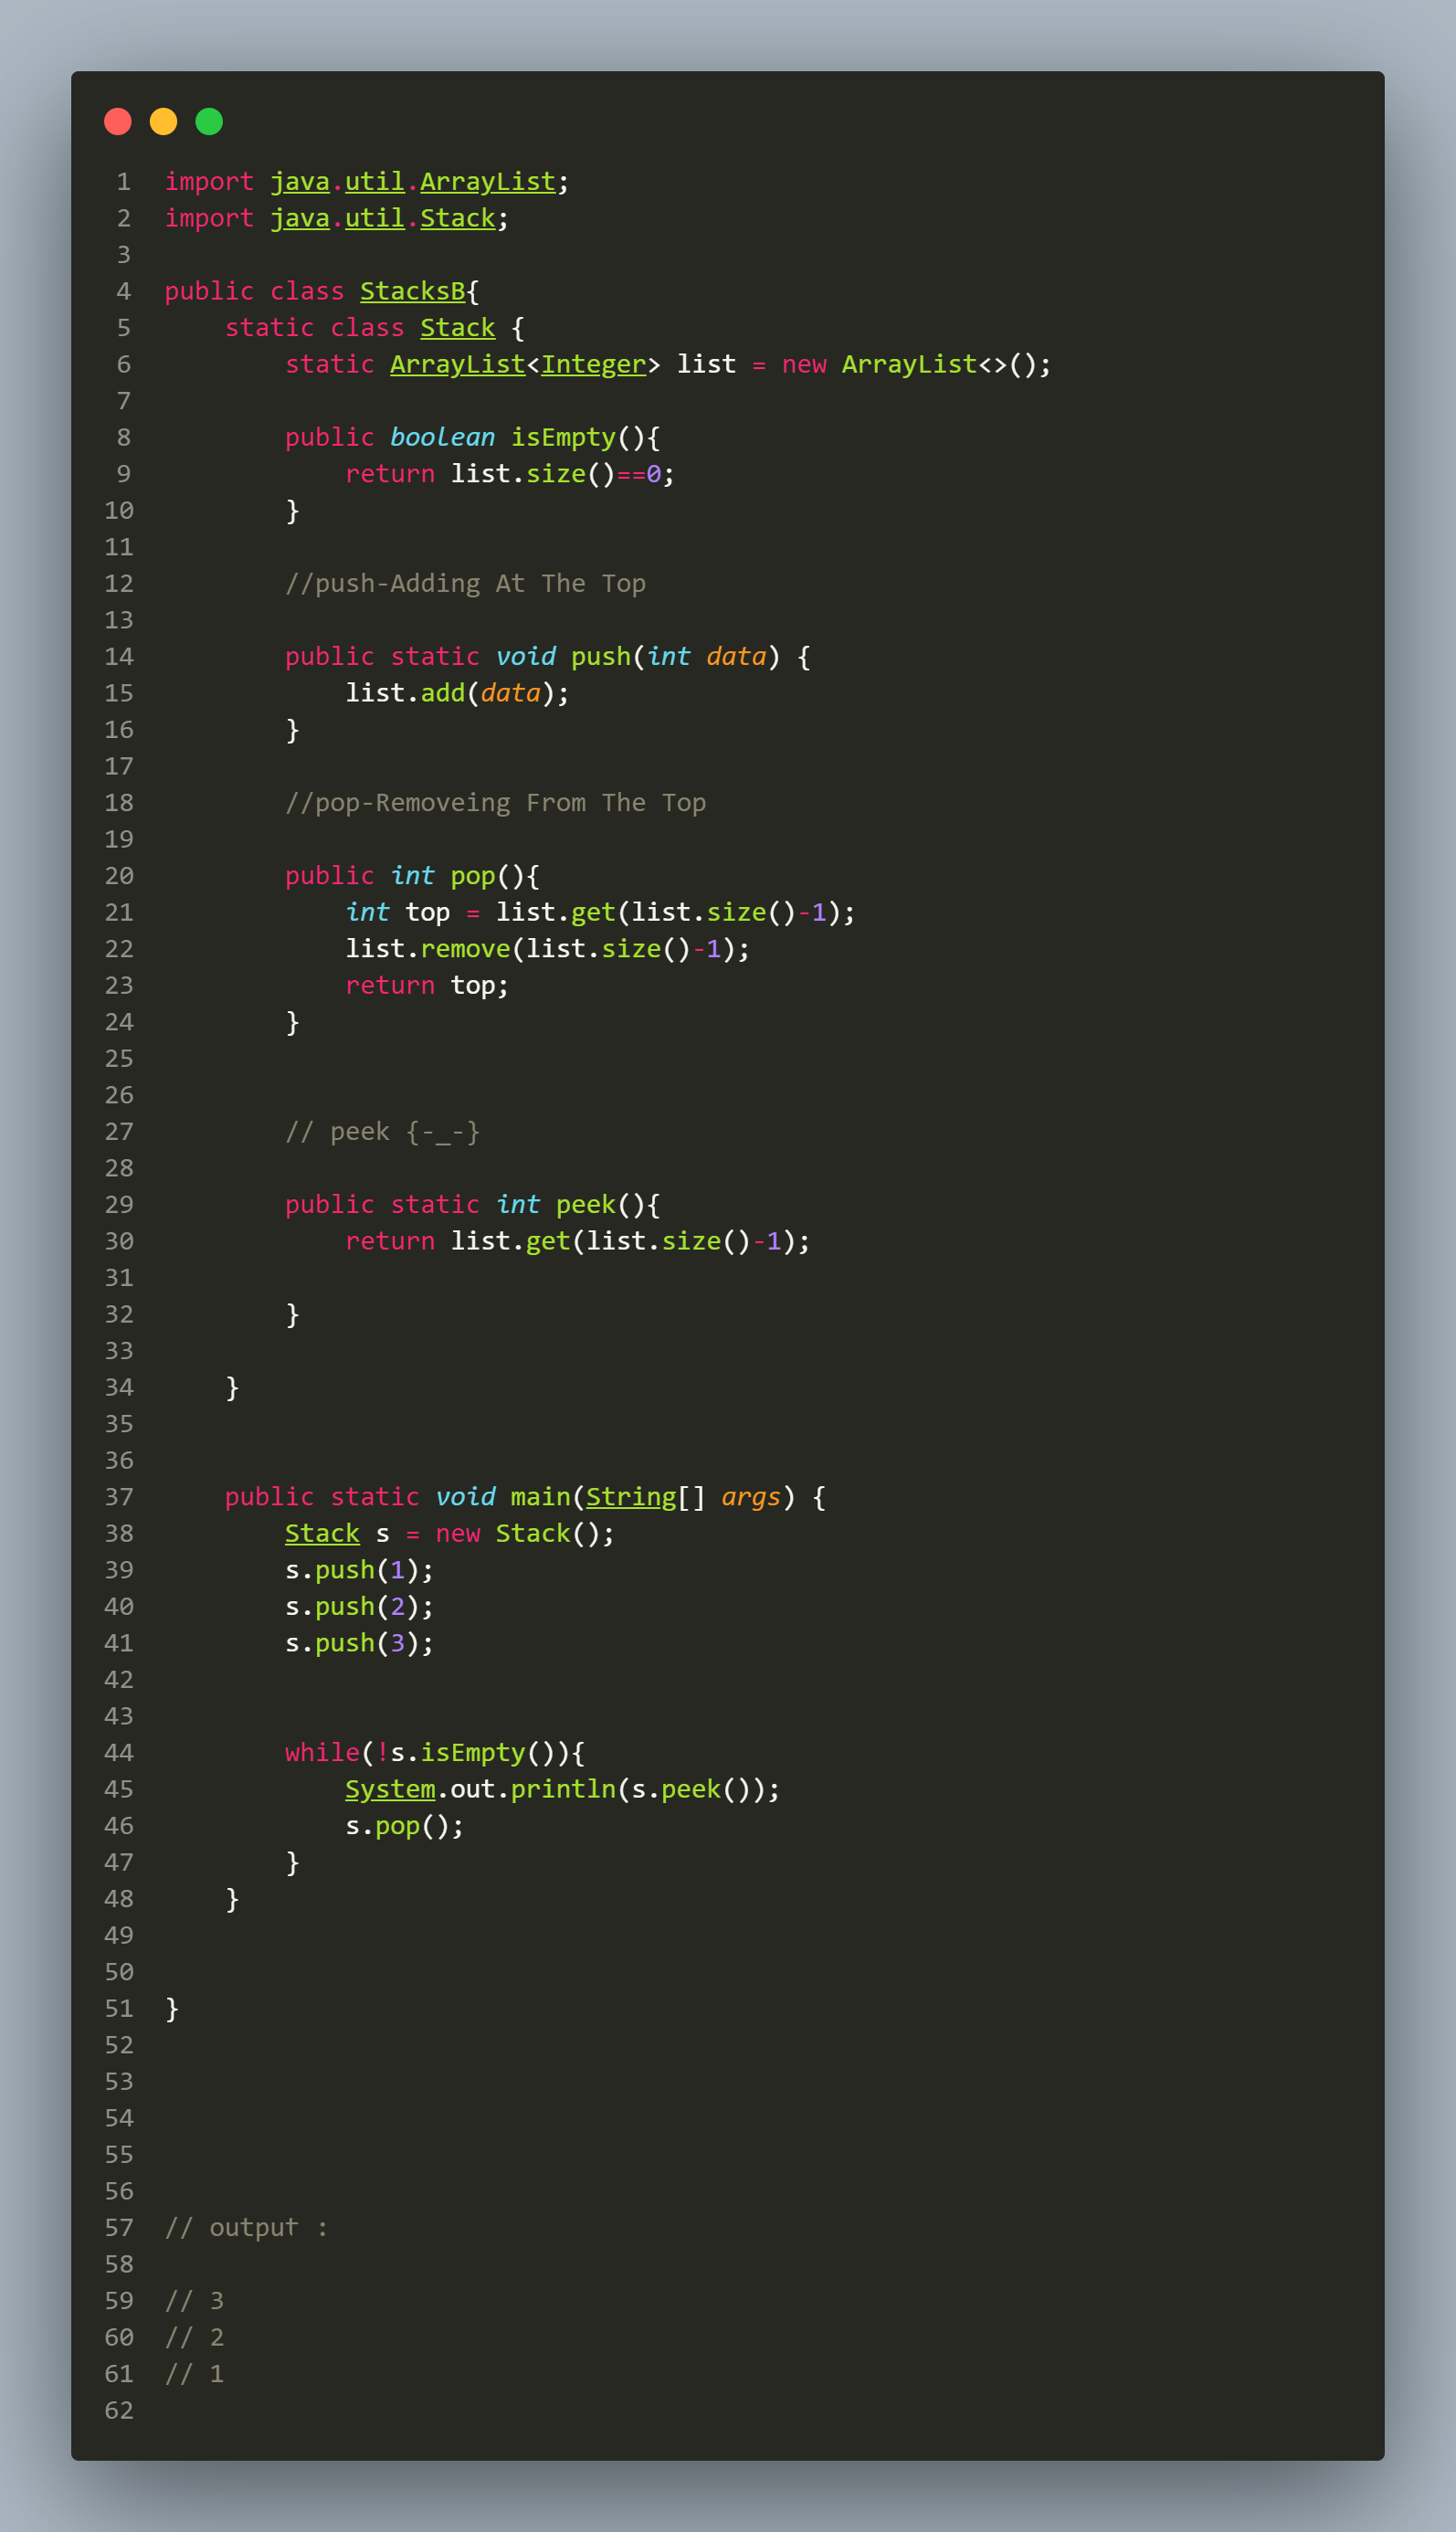 1 import java.util.ArrayList;
2 import java.util.Stack;
3
4 public class StacksB{
5     static class Stack {
6         static ArrayList<Integer> list = new ArrayList<>();
7
8         public boolean isEmpty(){
9             return list.size()==0;
10         }
11
12         //push-Adding At The Top
13
14         public static void push(int data) {
15             list.add(data);
16         }
17
18         //pop-Removeing From The Top
19
20         public int pop(){
21             int top = list.get(list.size()-1);
22             list.remove(list.size()-1);
23             return top;
24         }
25
26
27         // peek {-_-}
28
29         public static int peek(){
30             return list.get(list.size()-1);
31
32         }
33
34     }
35
36
37     public static void main(String[] args) {
38         Stack s = new Stack();
39         s.push(1);
40         s.push(2);
41         s.push(3);
42
43
44         while(!s.isEmpty()){
45             System.out.println(s.peek());
46             s.pop();
47         }
48     }
49
50
51 }
52
53
54
55
56
57 // output :
58
59 // 3
60 // 2
61 // 1
62